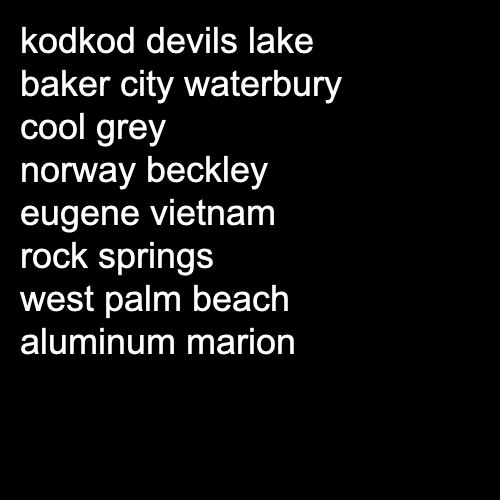 kodkod devils lake
baker city waterbury
cool grey
norway beckley
eugene vietnam
rock springs
west palm beach
aluminum marion